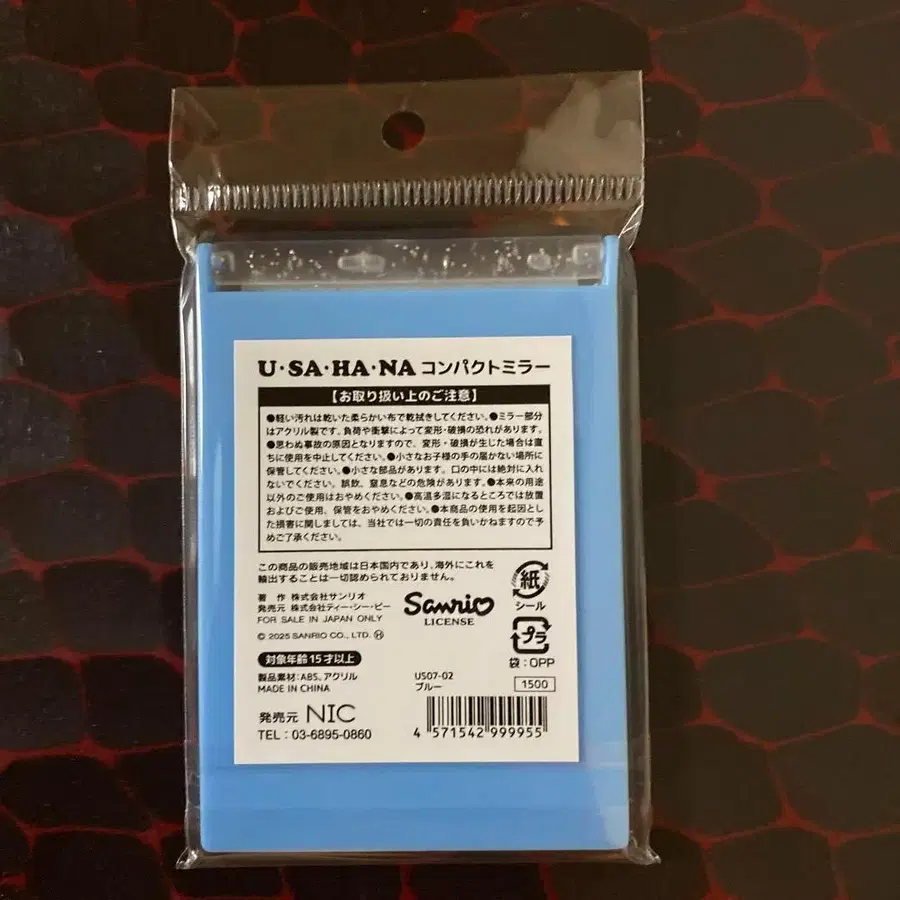 U・SA・HA・NA コンパクトミラー
【お取り扱い上のご注意】
●軽い汚れは乾いた柔らかい布で乾拭きしてください。●ミラー部分
はアクリル製です。負荷や衝撃によって変形・破損の恐れがあります。
●思わぬ事故の原因となりますので、変形・破損が生じた場合は直
ちに使用を中止してください。●小さなお子様の手の届かない場所に
保管してください。●小さな部品があります。口の中には絶対に入れ
ないでください。誤飲、窒息などの危険があります。●本来の用途
以外のご使用はおやめください。●高温多湿になるところでは放置
およびご使用、保管をおやめください。●本商品の使用を起因とし
た損害に関しましては、当社では一切の責任を負いかねますので予
めご了承ください。
この商品の販売地域は日本国内であり、海外にこれを
輸出することは一切認められておりません。
著 作 株式会社サンリオ
発売元 株式会社ティー・シー・ピー
FOR SALE IN JAPAN ONLY
© 2025 SANRIO CO., LTD. Ⓗ
Sanrio
LICENSE
紙
シール
プラ
袋:OPP
対象年齢15才以上
製品素材:ABS、アクリル
MADE IN CHINA
US07-02
ブルー
1500
発売元 NIC
TEL:03-6895-0860
4 571542 999955